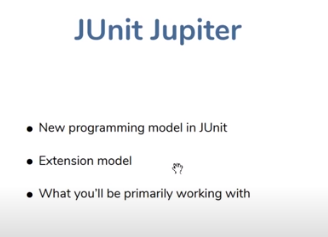 JUnit Jupiter
• New programming model in JUnit
• Extension model
• What you'll be primarily working with